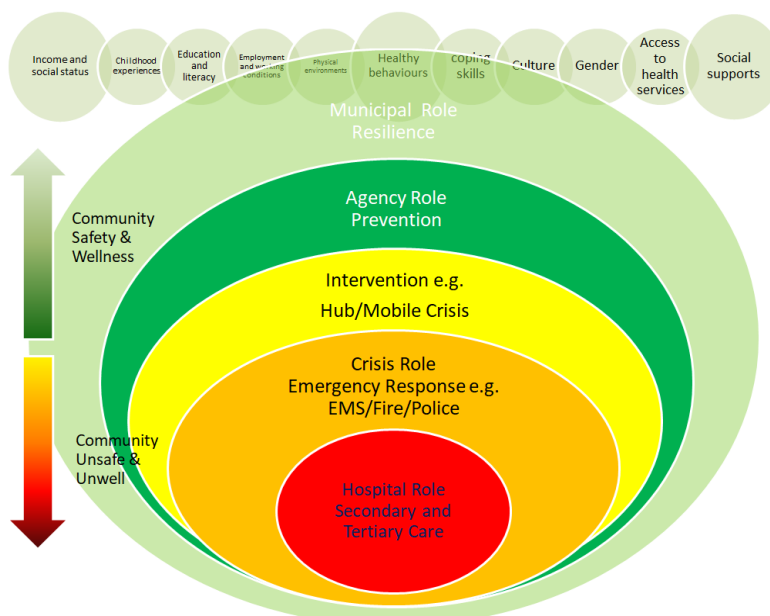 Income and
social status
Childhood
experiences
Education
and
literacy
Employment
and working
conditions
Physical
environments
Healthy
behaviours
coping
skills
Culture
Gender
Access
to
health
services
Social
supports
Municipal Role
Resilience
Agency Role
Prevention
Community
Safety &
Wellness
Intervention e.g.
Hub/Mobile Crisis
Crisis Role
Emergency Response e.g.
EMS/Fire/Police
Community
Unsafe &
Unwell
Hospital Role
Secondary and
Tertiary Care